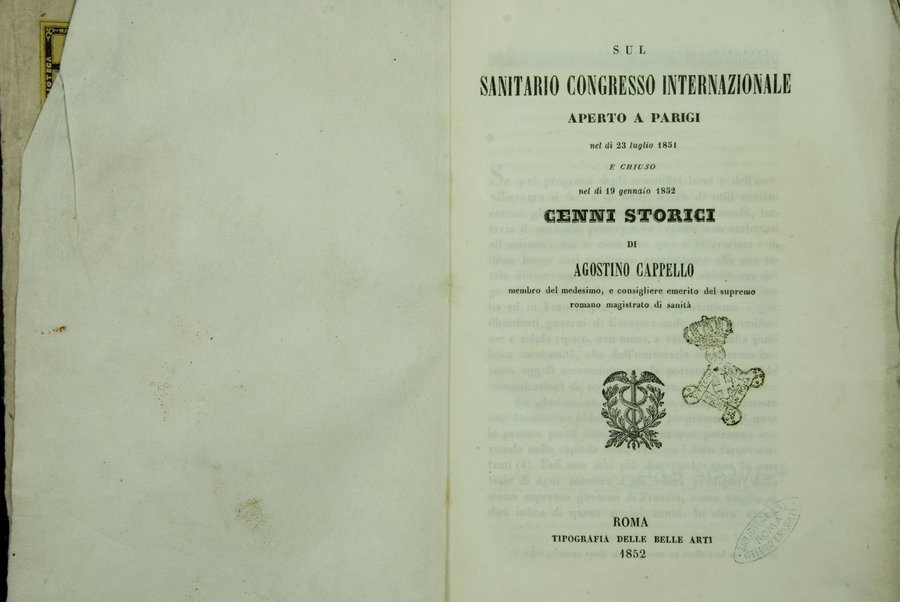 SUL
SANITARIO CONGRESSO INTERNAZIONALE
APERTO A PARIGI
nel dì 23 luglio 1851
E CHIUSO
nel dì 19 gennaio 1852
CENNI STORICI
DI
AGOSTINO CAPPELLO
membro del medesimo, e consigliere emerito del supremo
romano magistrato di sanità
ROMA
TIPOGRAFIA DELLE BELLE ARTI
1852